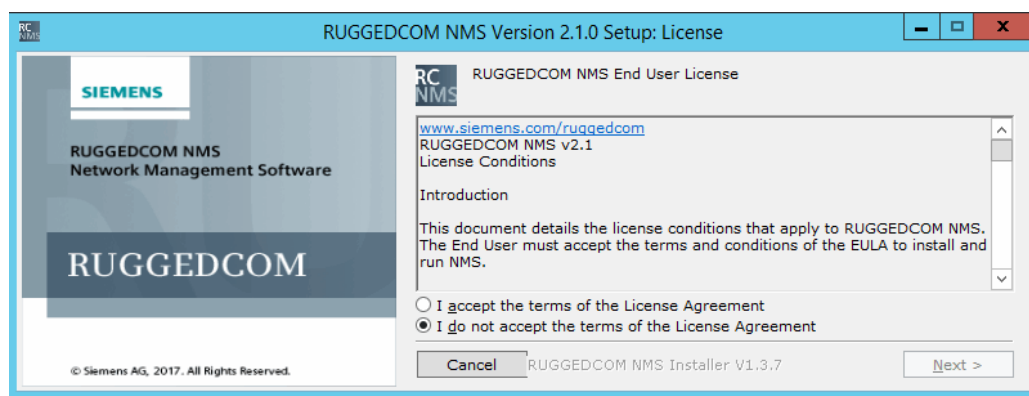 RC
NMS
RUGGEDCOM NMS Version 2.1.0 Setup: License
SIEMENS
RUGGEDCOM NMS
Network Management Software
RUGGEDCOM
© Siemens AG, 2017. All Rights Reserved.
RC
NMS
RUGGEDCOM NMS End User License
www.siemens.com/ruggedcom
RUGGEDCOM NMS v2.1
License Conditions
Introduction
This document details the license conditions that apply to RUGGEDCOM NMS.
The End User must accept the terms and conditions of the EULA to install and
run NMS.
I accept the terms of the License Agreement
I do not accept the terms of the License Agreement
Cancel
RUGGEDCOM NMS Installer V1.3.7
Next >